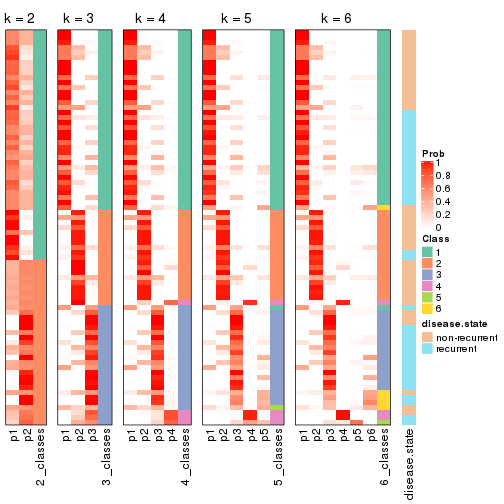 k = 2
k = 3
k = 4
k = 5
k = 6
Prob
1
0.8
0.6
0.4
0.2
0
Class
1
2
3
4
5
6
disease.state
non-recurrent
recurrent
p1
p2
2_classes
p1
p2
p3
3_classes
p1
p2
p3
p4
4_classes
p1
p2
p3
p4
p5
5_classes
p1
p2
p3
p4
p5
p6
6_classes
disease.state